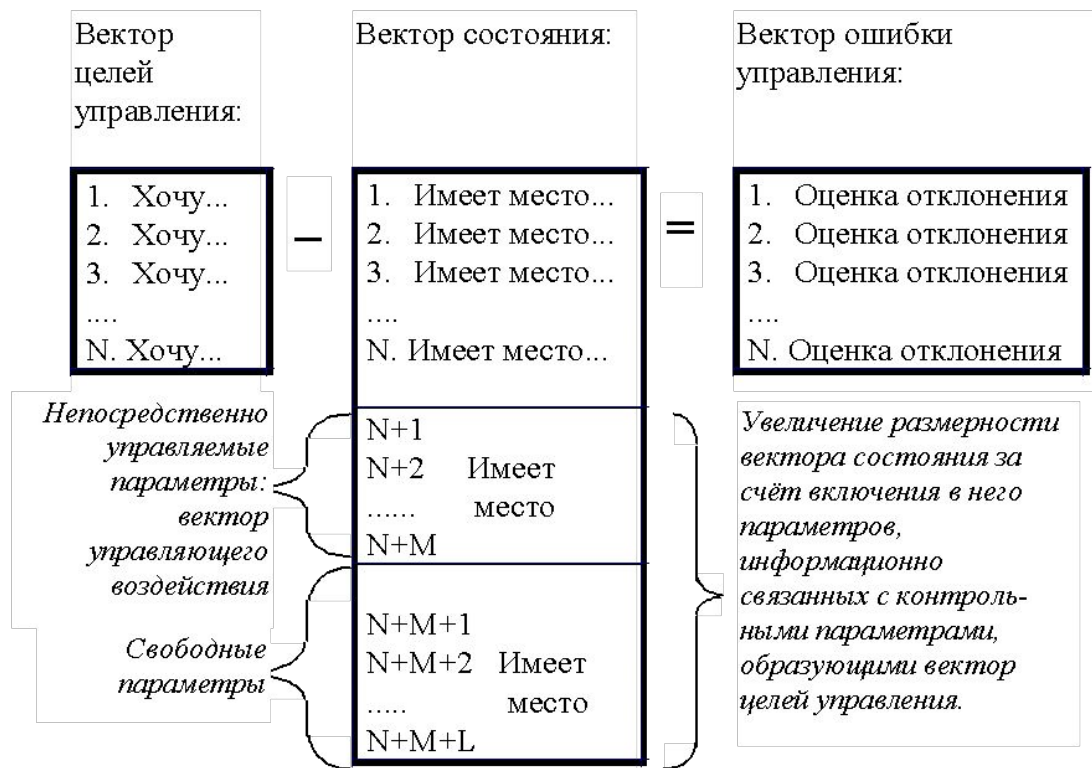 Вектор
целей
управления:
Вектор состояния:
Вектор ошибки
управления:
1. Хочу...
2. Хочу...
3. Хочу...
....
N. Хочу...
–
1. Имеет место...
2. Имеет место...
3. Имеет место...
....
N. Имеет место...
=
1. Оценка отклонения
2. Оценка отклонения
3. Оценка отклонения
....
N. Оценка отклонения
Непосредственно
управляемые
параметры:
вектор
управляющего
воздействия
N+1
N+2 Имеет
...... место
N+M
Свободные
параметры
N+M+1
N+M+2 Имеет
..... место
N+M+L
Увеличение размерности
вектора состояния за
счёт включения в него
параметров,
информационно
связанных с контроль-
ными параметрами,
образующими вектор
целей управления.